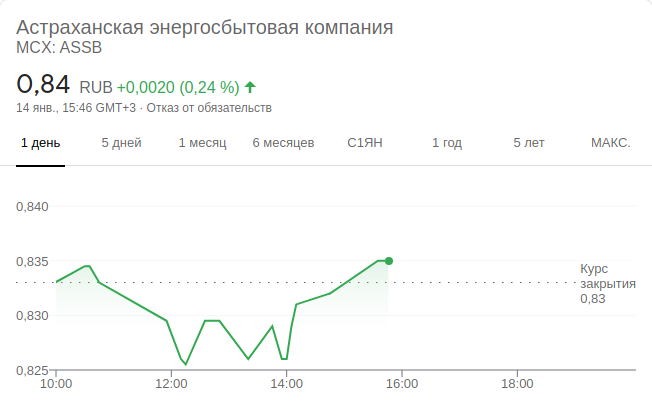 Астраханская энергосбытовая компания
MCX: ASSB
0,84 RUB +0,0020 (0,24 %)
14 янв., 15:46 GMT+3 · Отказ от обязательств
1 день 5 дней 1 месяц 6 месяцев С1ЯН 1 год 5 лет МАКС.
0,840
0,835
Курс
закрытия
0,83
0,830
0,825
10:00 12:00 14:00 16:00 18:00